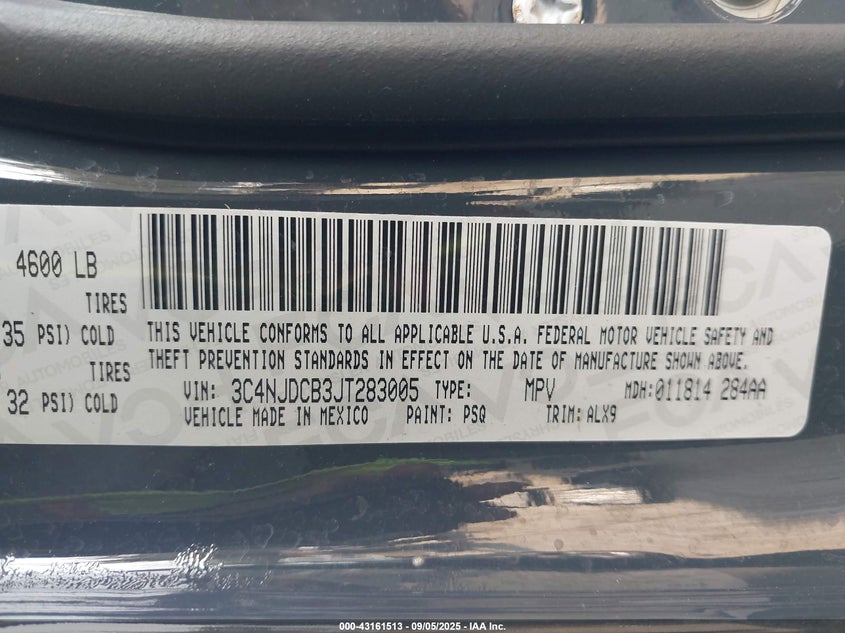 4600 LB
TIRES
35 PSI) COLD
TIRES
32 PSI) COLD
THIS VEHICLE CONFORMS TO ALL APPLICABLE U.S.A. FEDERAL MOTOR VEHICLE SAFETY AND
THEFT PREVENTION STANDARDS IN EFFECT ON THE DATE OF MANUFACTURE SHOWN ABOVE.
VIN: 3C4NJDCB3JT283005 TYPE: MPV MDH:011814 284AA
VEHICLE MADE IN MEXICO PAINT: PSQ TRIM: ALX9
000-43161513 - 09/05/2025 - IAA Inc.